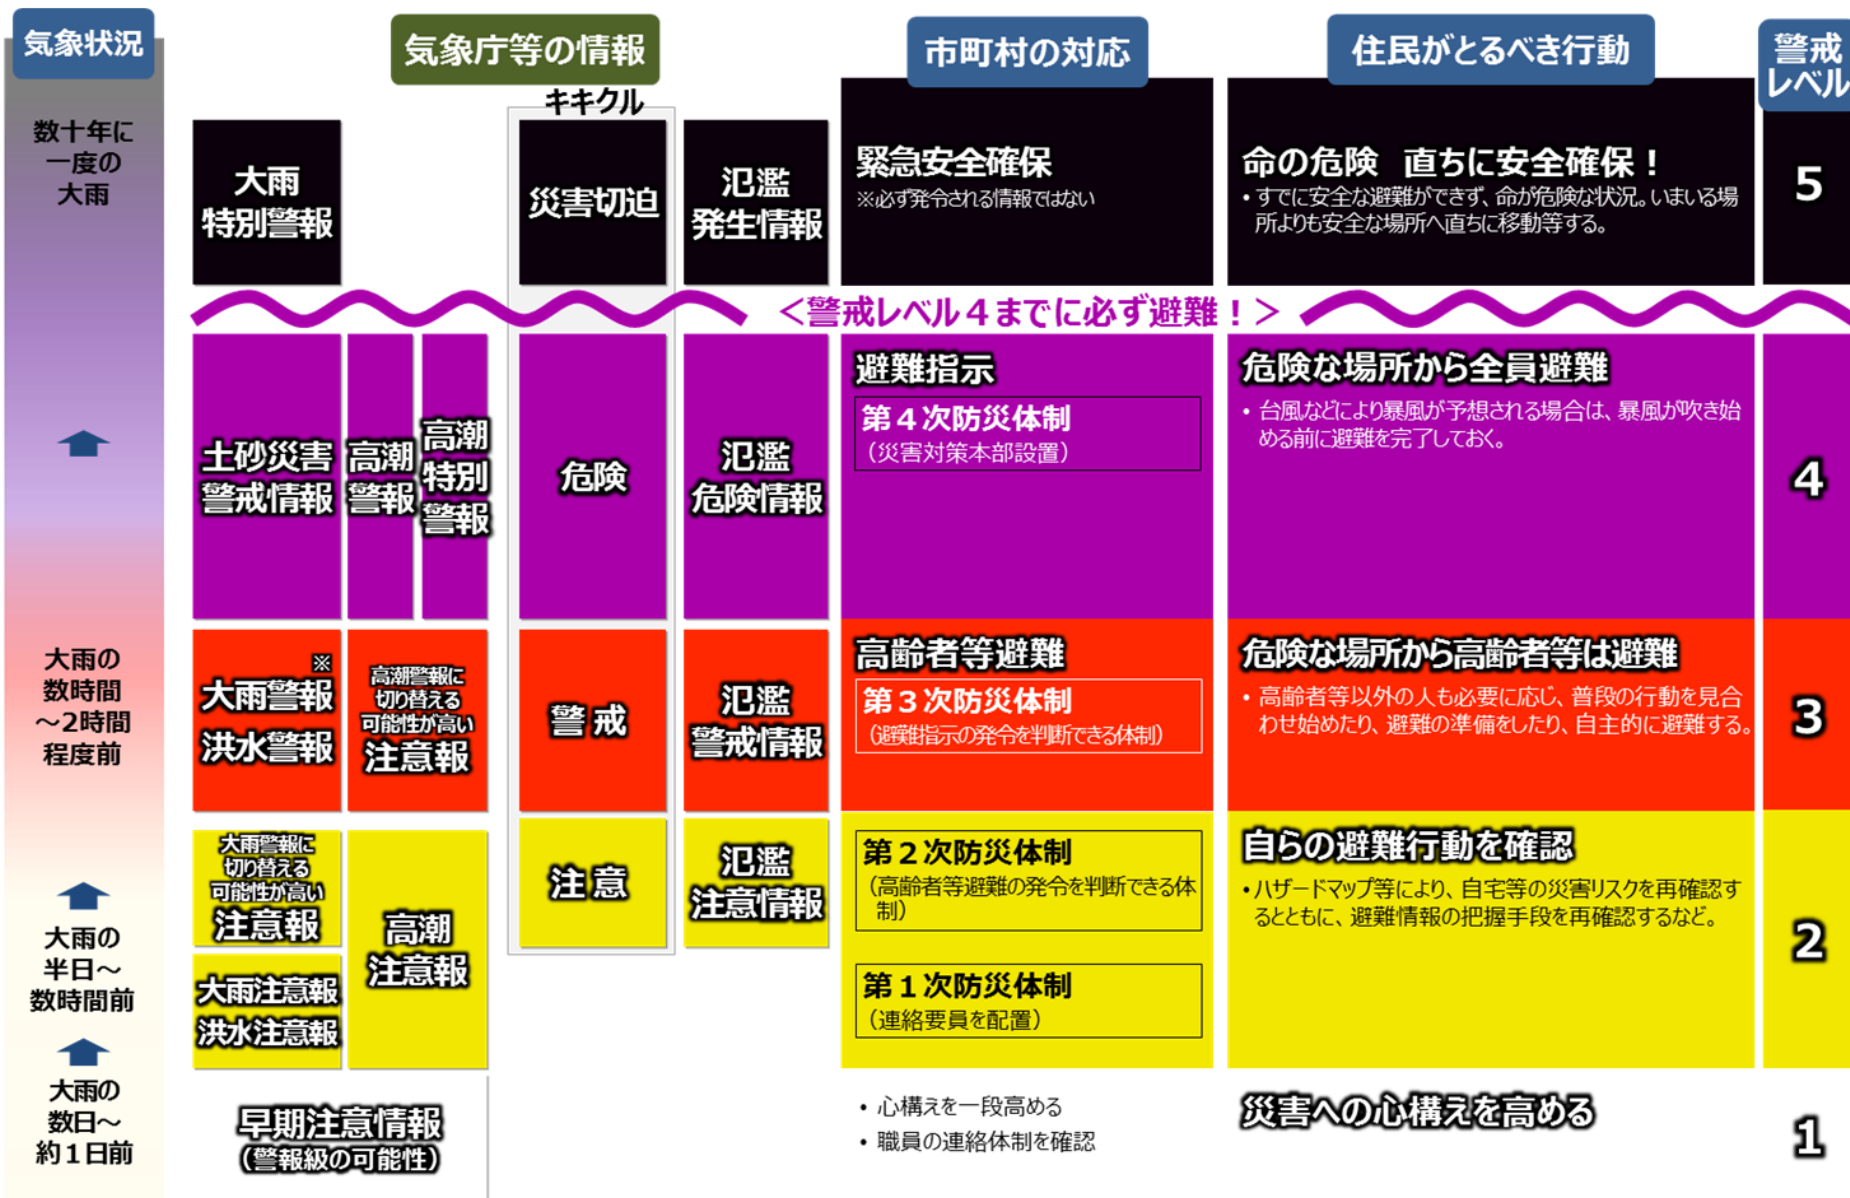 気象状況
気象庁等の情報
市町村の対応
住民がとるべき行動
警戒
レベル
キキクル
数十年に
一度の
大雨
大雨
特別警報
災害切迫
氾濫
発生情報
緊急安全確保
※必ず発令される情報ではない
命の危険 直ちに安全確保！
・すでに安全な避難ができず、命が危険な状況。いまいる場
所よりも安全な場所へ直ちに移動等する。
5
＜警戒レベル４までに必ず避難！＞
土砂災害
警戒情報
高潮
警報
高潮
特別
警報
危険
氾濫
危険情報
避難指示
第４次防災体制
（災害対策本部設置）
危険な場所から全員避難
・台風などにより暴風が予想される場合は、暴風が吹き始
める前に避難を完了しておく。
4
大雨の
数時間
～2時間
程度前
※
大雨警報
洪水警報
高潮警報に
切り替える
可能性が高い
注意報
警戒
氾濫
警戒情報
高齢者等避難
第３次防災体制
（避難指示の発令を判断できる体制）
危険な場所から高齢者等は避難
・高齢者等以外の人も必要に応じ、普段の行動を見合
わせ始めたり、避難の準備をしたり、自主的に避難する。
3
大雨の
半日～
数時間前
大雨警報に
切り替える
可能性が高い
注意報
大雨注意報
洪水注意報
高潮
注意報
注意
氾濫
注意情報
第２次防災体制
（高齢者等避難の発令を判断できる体
制）
第１次防災体制
（連絡要員を配置）
自らの避難行動を確認
・ハザードマップ等により、自宅等の災害リスクを再確認す
るとともに、避難情報の把握手段を再確認するなど。
2
大雨の
数日～
約１日前
早期注意情報
（警報級の可能性）
・心構えを一段高める
・職員の連絡体制を確認
災害への心構えを高める
1